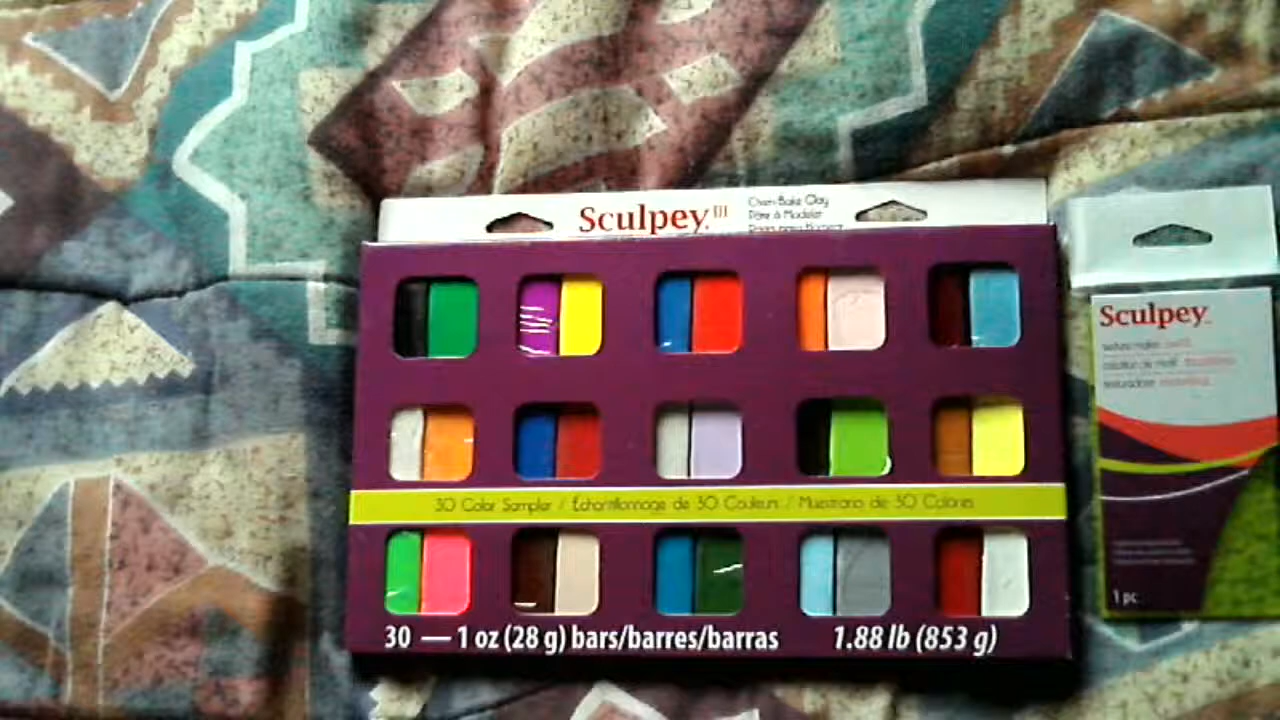 Sculpey III
Oven-Bake Clay
Pâte à Modeler
30 Color Sampler / Échantillonnage de 30 Couleurs / Muestrario de 30 Colores
30 — 1 oz (28 g) bars/barres/barras
1.88 lb (853 g)
Sculpey
1 pc